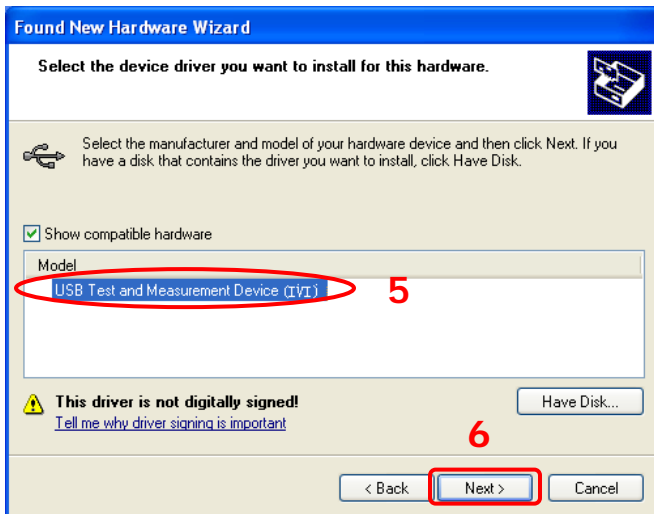 Found New Hardware Wizard
Select the device driver you want to install for this hardware.
Select the manufacturer and model of your hardware device and then click Next. If you
have a disk that contains the driver you want to install, click Have Disk.
Show compatible hardware
Model
USB Test and Measurement Device (IVI)
5
This driver is not digitally signed!
Have Disk...
Tell me why driver signing is important
6
< Back
Next >
Cancel